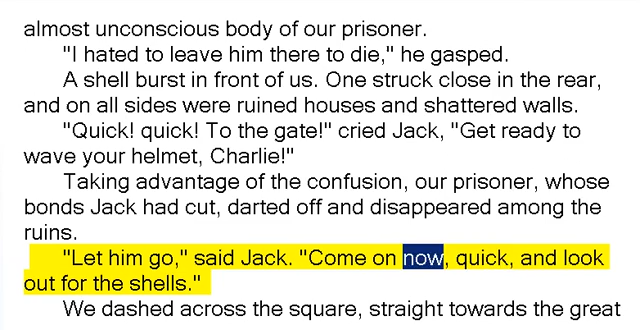 almost unconscious body of our prisoner.
"I hated to leave him there to die," he gasped.
A shell burst in front of us. One struck close in the rear,
and on all sides were ruined houses and shattered walls.
"Quick! quick! To the gate!" cried Jack, "Get ready to
wave your helmet, Charlie!"
Taking advantage of the confusion, our prisoner, whose
bonds Jack had cut, darted off and disappeared among the
ruins.
"Let him go," said Jack. "Come on now, quick, and look
out for the shells."
We dashed across the square, straight towards the great